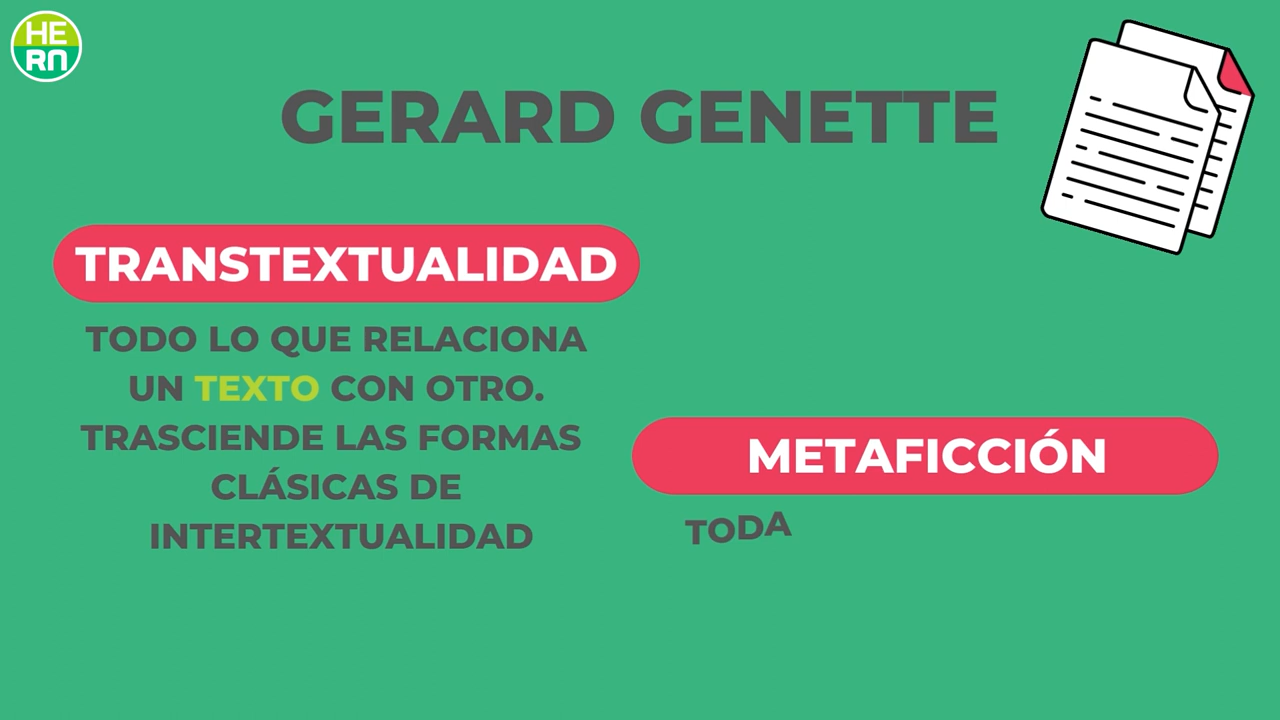 HE
RN
GERARD GENETTE
TRANSTEXTUALIDAD
TODO LO QUE RELACIONA
UN TEXTO CON OTRO.
TRASCIENDE LAS FORMAS
CLÁSICAS DE
INTERTEXTUALIDAD
METAFICCIÓN
TODA